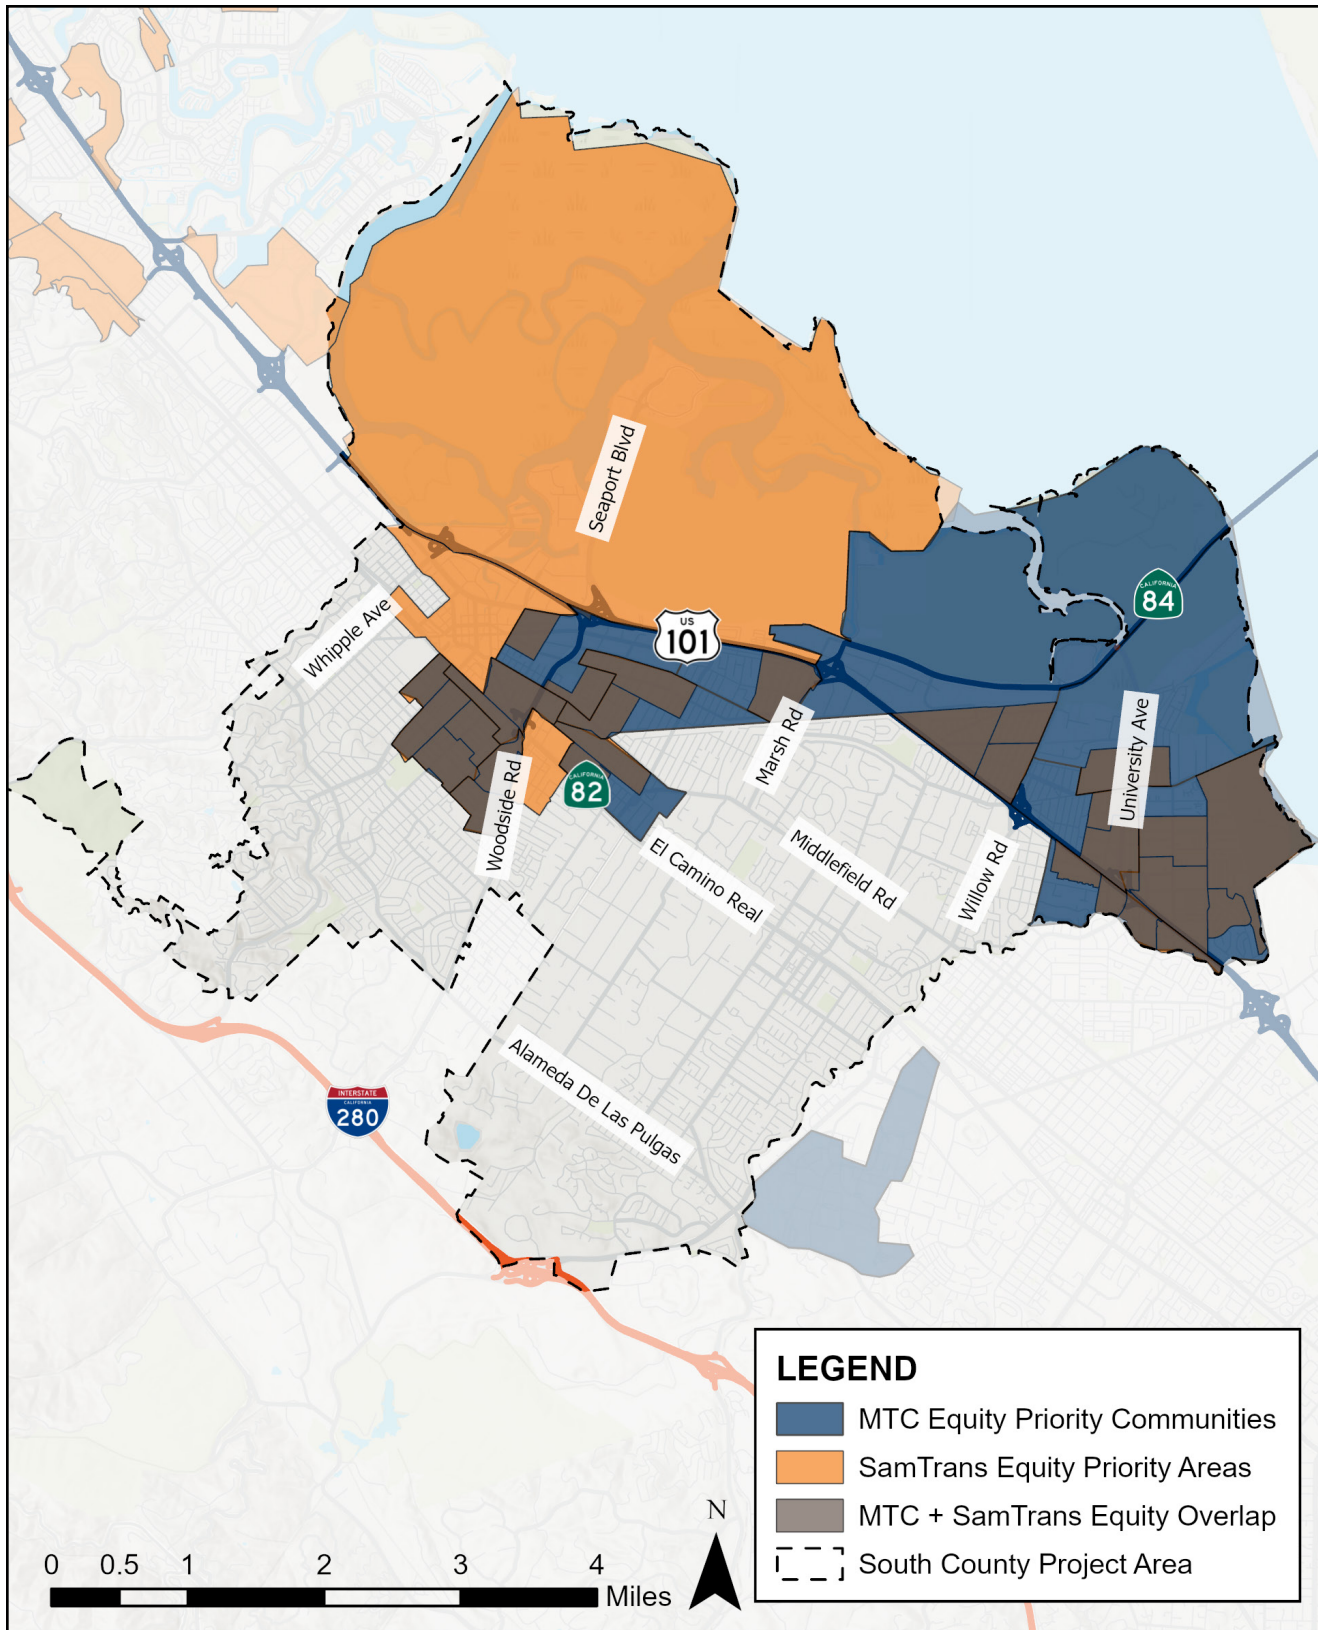 Seaport Blvd
CALIFORNIA
84
Whipple Ave
US
101
University Ave
Marsh Rd
CALIFORNIA
82
Woodside Rd
El Camino Real
Middlefield Rd
Willow Rd
Alameda De Las Pulgas
INTERSTATE
CALIFORNIA
280
LEGEND
MTC Equity Priority Communities
SamTrans Equity Priority Areas
MTC + SamTrans Equity Overlap
South County Project Area
N
0 0.5 1 2 3 4
Miles